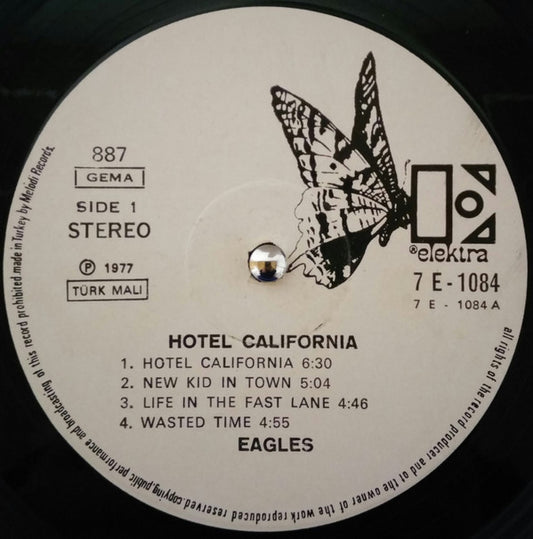 887
GEMA
SIDE 1
STEREO
℗ 1977
TÜRK MALI
®elektra
7 E - 1084
7 E - 1084 A
HOTEL CALIFORNIA
1. HOTEL CALIFORNIA 6:30
2. NEW KID IN TOWN 5:04
3. LIFE IN THE FAST LANE 4:46
4. WASTED TIME 4:55
EAGLES
all rights of the record producer and at the owner of the work reproduced reserved.copying,public performance and broadcasting of this record prohibited made in Turkey by Melodi Records.